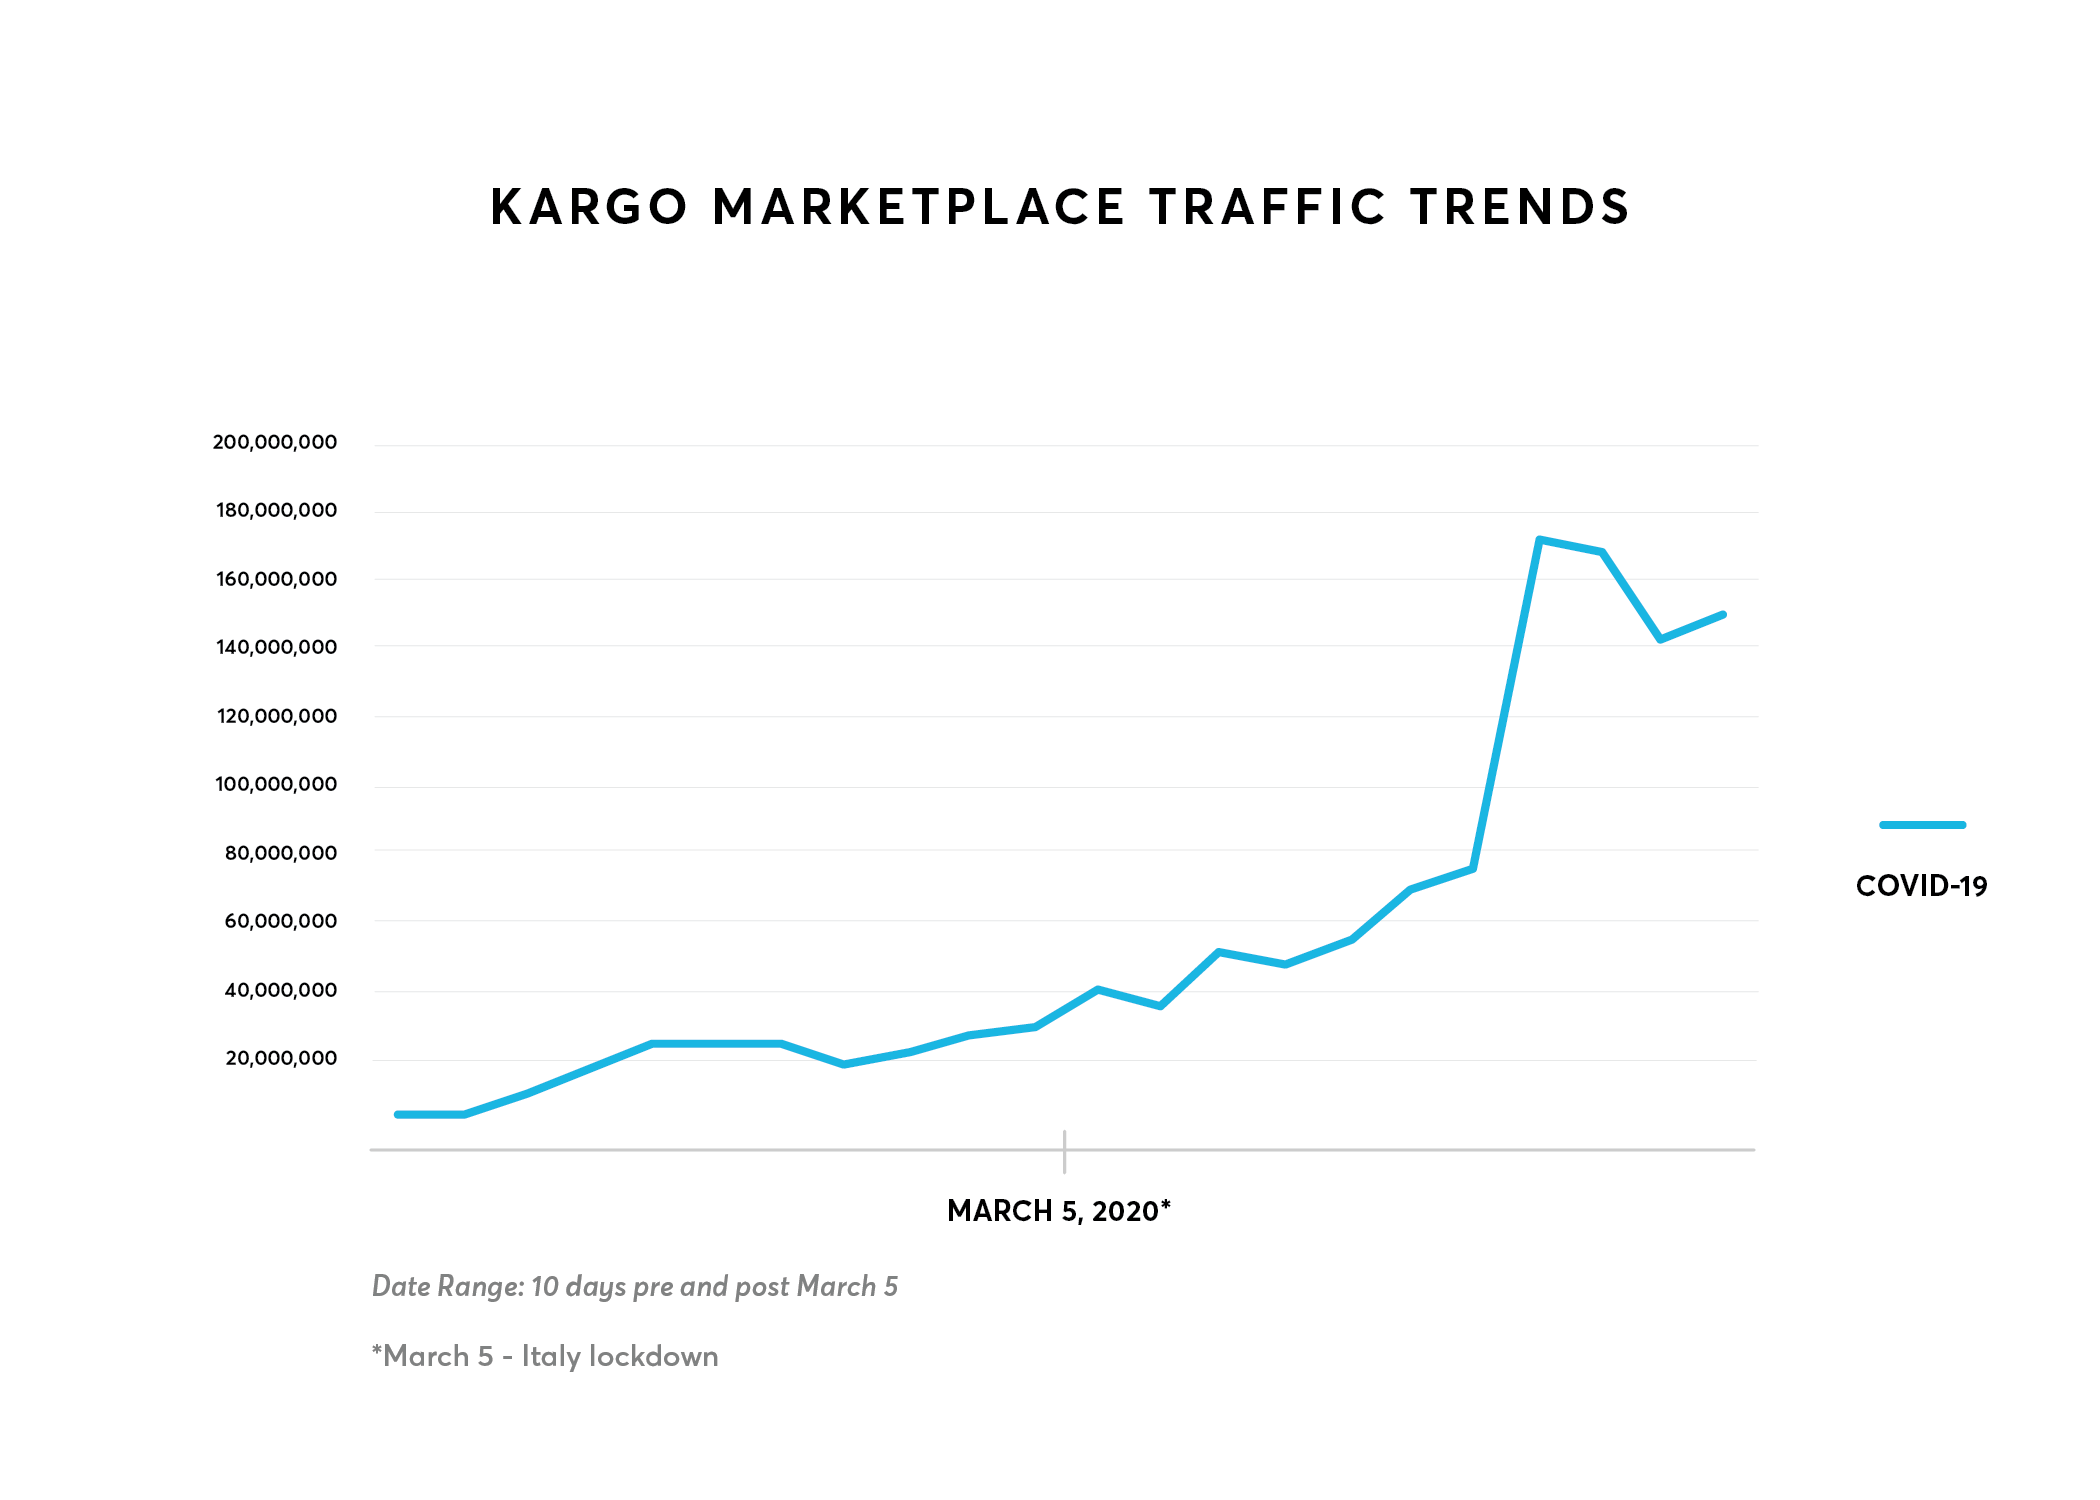 KARGO MARKETPLACE TRAFFIC TRENDS
200,000,000
180,000,000
160,000,000
140,000,000
120,000,000
100,000,000
80,000,000
60,000,000
40,000,000
20,000,000
COVID-19
MARCH 5, 2020*
Date Range: 10 days pre and post March 5
*March 5 - Italy lockdown